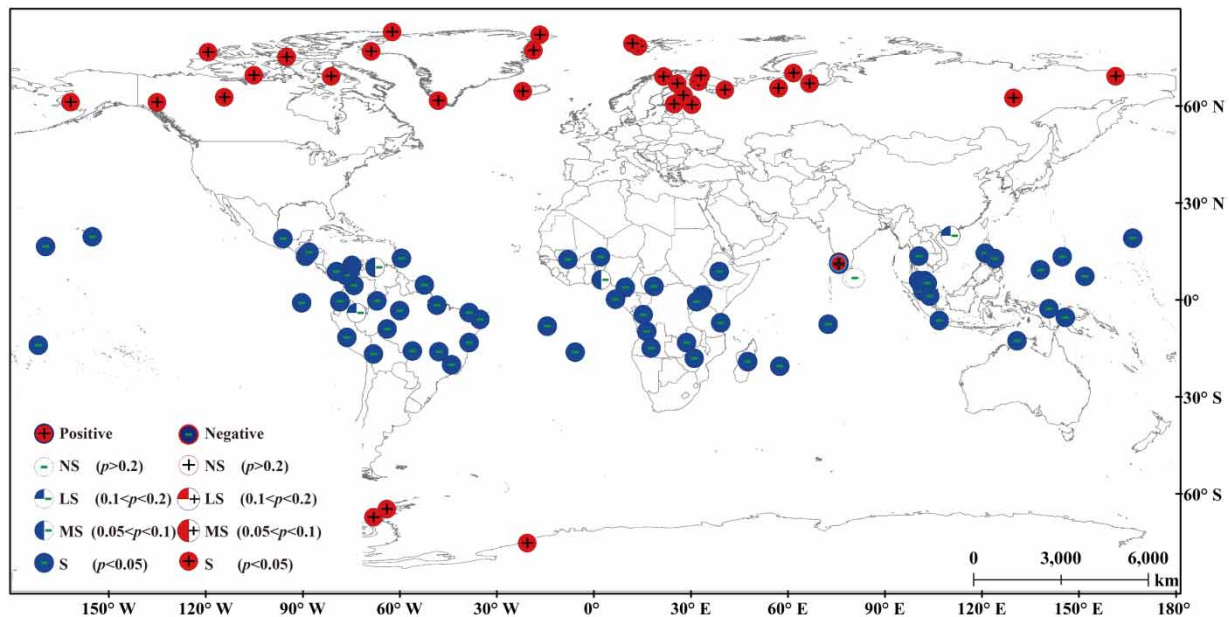 60° N
30° N
0°
30° S
60° S
Positive Negative
NS (p>0.2) NS (p>0.2)
LS (0.1<p<0.2) LS (0.1<p<0.2)
MS (0.05<p<0.1) MS (0.05<p<0.1)
S (p<0.05) S (p<0.05)
0 3,000 6,000
km
150° W 120° W 90° W 60° W 30° W 0° 30° E 60° E 90° E 120° E 150° E 180°